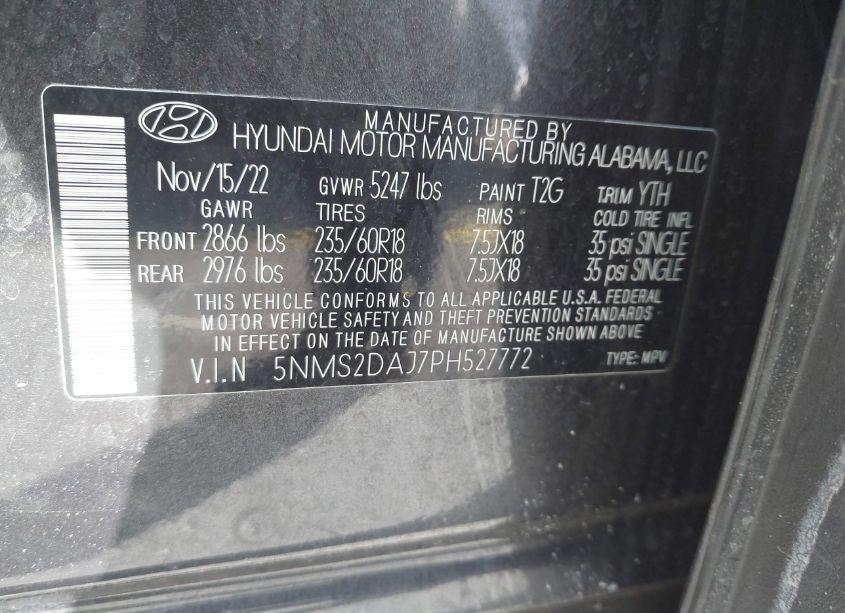 MANUFACTURED BY
HYUNDAI MOTOR MANUFACTURING ALABAMA, LLC
Nov/15/22 GVWR 5247 lbs PAINT T2G T.RIM YTH
GAWR TIRES RIMS COLD TIRE INFL
FRONT 2866 lbs 235/60R18 7.5JX18 35 psi SINGLE
REAR 2976 lbs 235/60R18 7.5JX18 35 psi SINGLE
THIS VEHICLE CONFORMS TO ALL APPLICABLE U.S.A. FEDERAL
MOTOR VEHICLE SAFETY AND THEFT PREVENTION STANDARDS
IN EFFECT ON THE DATE OF MANUFACTURE SHOWN ABOVE
V.I.N 5NMS2DAJ7PH527772 TYPE: MPV